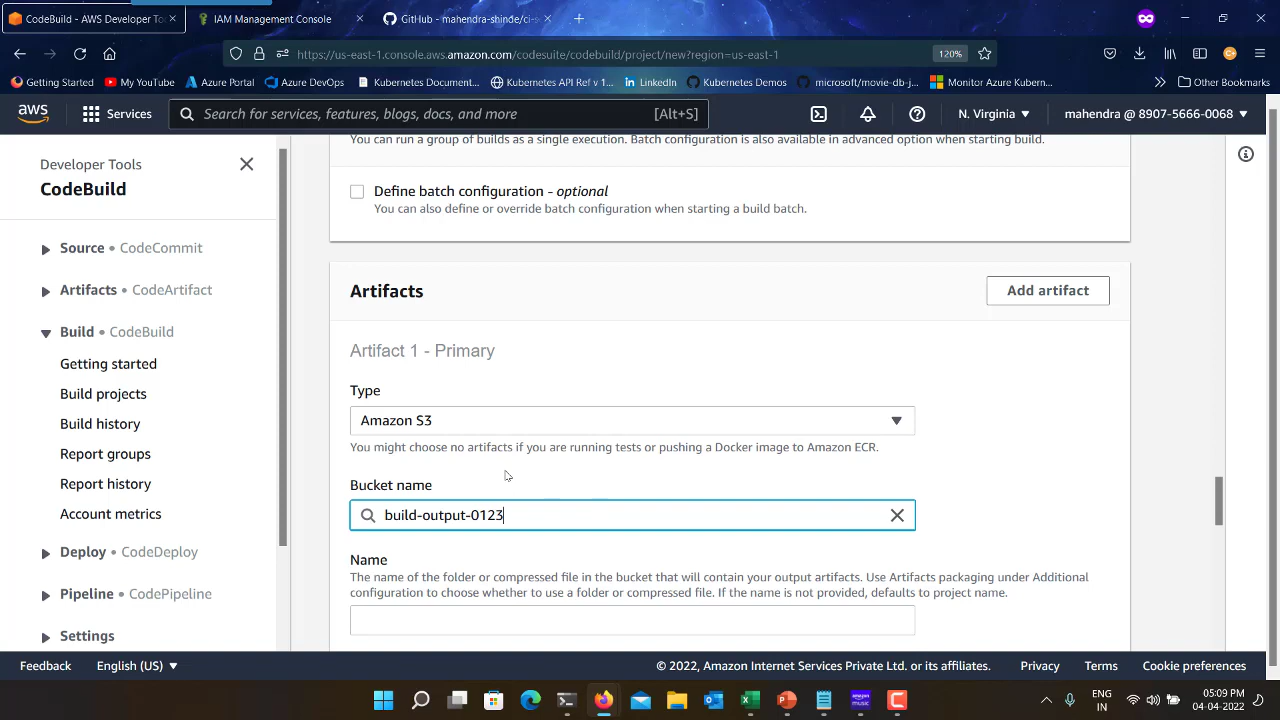 CodeBuild - AWS Developer To
IAM Management Console
GitHub - mahendra-shinde/ci-s
https://us-east-1.console.aws.amazon.com/codesuite/codebuild/project/new?region=us-east-1
120%
Getting Started
My YouTube
Azure Portal
Azure DevOps
Kubernetes Document...
Kubernetes API Ref v 1...
LinkedIn
Kubernetes Demos
microsoft/movie-db-j...
Monitor Azure Kubern...
Other Bookmarks
aws
Services
Search for services, features, blogs, docs, and more
[Alt+S]
N. Virginia
mahendra @ 8907-5666-0068
Developer Tools
CodeBuild
Source • CodeCommit
Artifacts • CodeArtifact
Build • CodeBuild
Getting started
Build projects
Build history
Report groups
Report history
Account metrics
Deploy • CodeDeploy
Pipeline • CodePipeline
Settings
You can run a group of builds as a single execution. Batch configuration is also available in advanced option when starting build.
Define batch configuration - optional
You can also define or override batch configuration when starting a build batch.
Artifacts
Add artifact
Artifact 1 - Primary
Type
Amazon S3
You might choose no artifacts if you are running tests or pushing a Docker image to Amazon ECR.
Bucket name
build-output-0123
Name
The name of the folder or compressed file in the bucket that will contain your output artifacts. Use Artifacts packaging under Additional
configuration to choose whether to use a folder or compressed file. If the name is not provided, defaults to project name.
Feedback
English (US)
© 2022, Amazon Internet Services Private Ltd. or its affiliates.
Privacy
Terms
Cookie preferences
ENG
IN
05:09 PM
04-04-2022